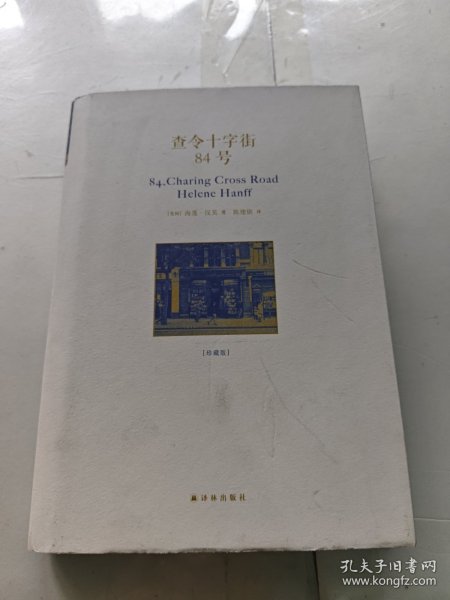 查令十字街
84号
84, Charing Cross Road
Helene Hanff
[美国] 海莲·汉芙 著 陈建铭 译
[珍藏版]
译林出版社
孔夫子旧书网
www.kongfz.com